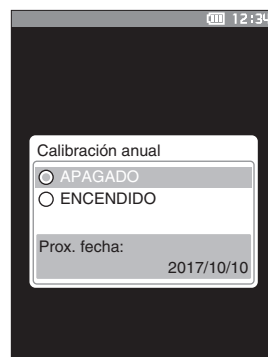 12:34
Calibración anual
APAGADO
ENCENDIDO
Prox. fecha:
2017/10/10